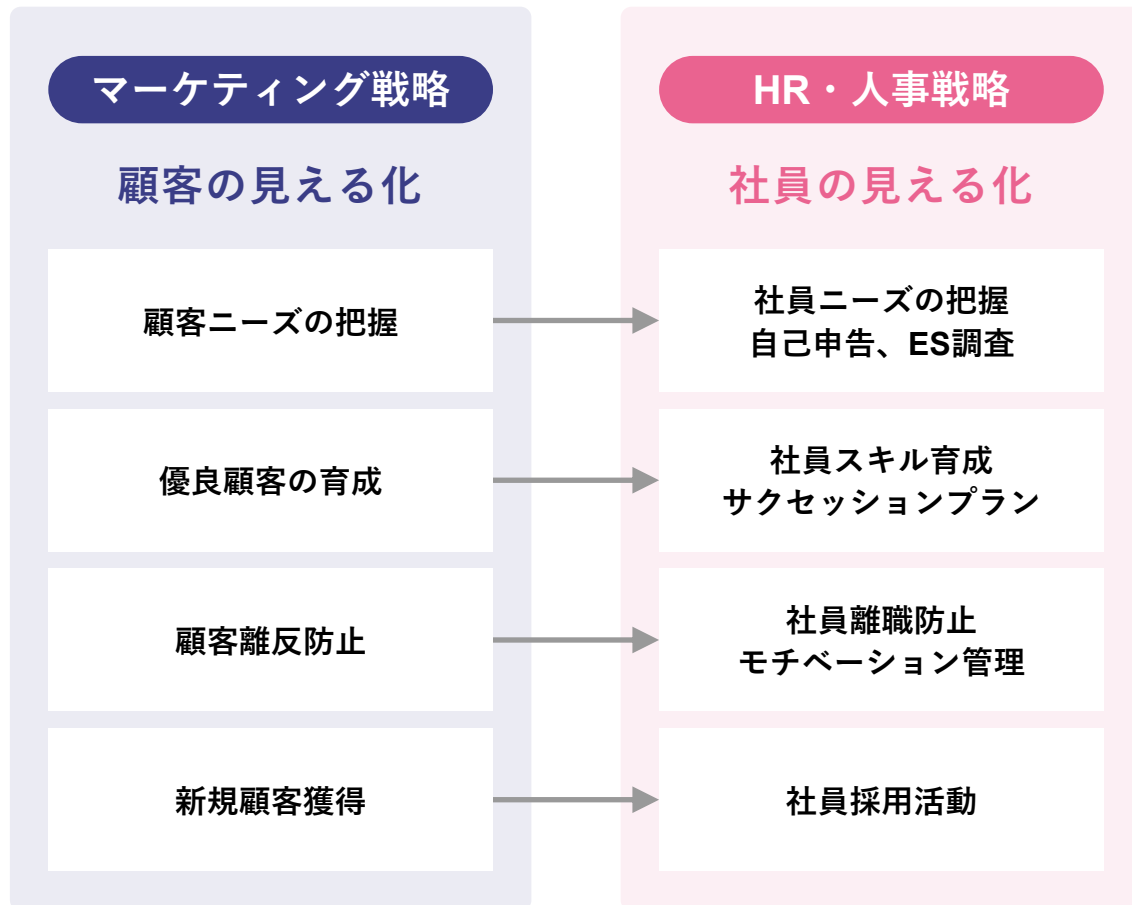 マーケティング戦略
顧客の見える化
顧客ニーズの把握
優良顧客の育成
顧客離反防止
新規顧客獲得
HR・人事戦略
社員の見える化
社員ニーズの把握
自己申告、ES調査
社員スキル育成
サクセッションプラン
社員離職防止
モチベーション管理
社員採用活動